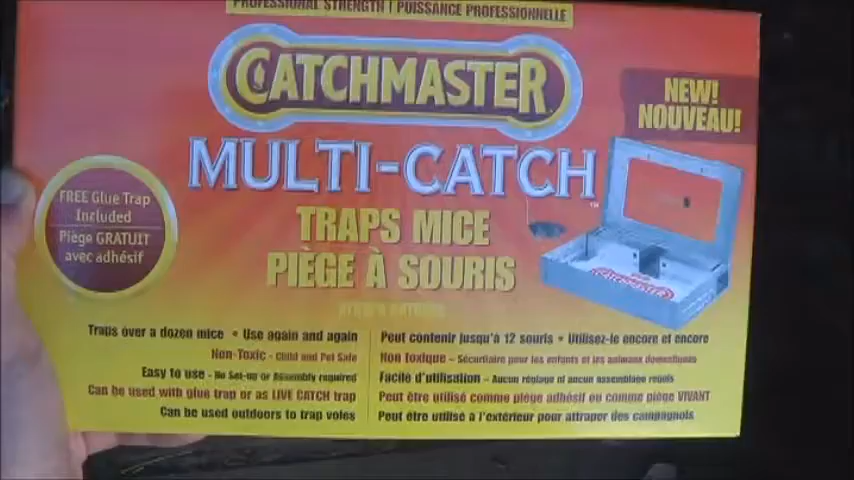 PROFESSIONAL STRENGTH | PUISSANCE PROFESSIONNELLE
CATCHMASTER
NEW!
NOUVEAU!
MULTI-CATCH™
FREE Glue Trap
Included
Piège GRATUIT
avec adhésif
TRAPS MICE
PIÈGE À SOURIS
CATCHMASTER
Traps over a dozen mice • Use again and again
Non-Toxic - Child and Pet Safe
Easy to use - No Set-up or Assembly required
Can be used with glue trap or as LIVE CATCH trap
Can be used outdoors to trap voles
Peut contenir jusqu'à 12 souris • Utilisez-le encore et encore
Non toxique - Sécuritaire pour les enfants et les animaux domestiques
Facile d'utilisation - Aucun réglage ni aucun assemblage requis
Peut être utilisé comme piège adhésif ou comme piège VIVANT
Peut être utilisé à l'extérieur pour attraper des campagnols